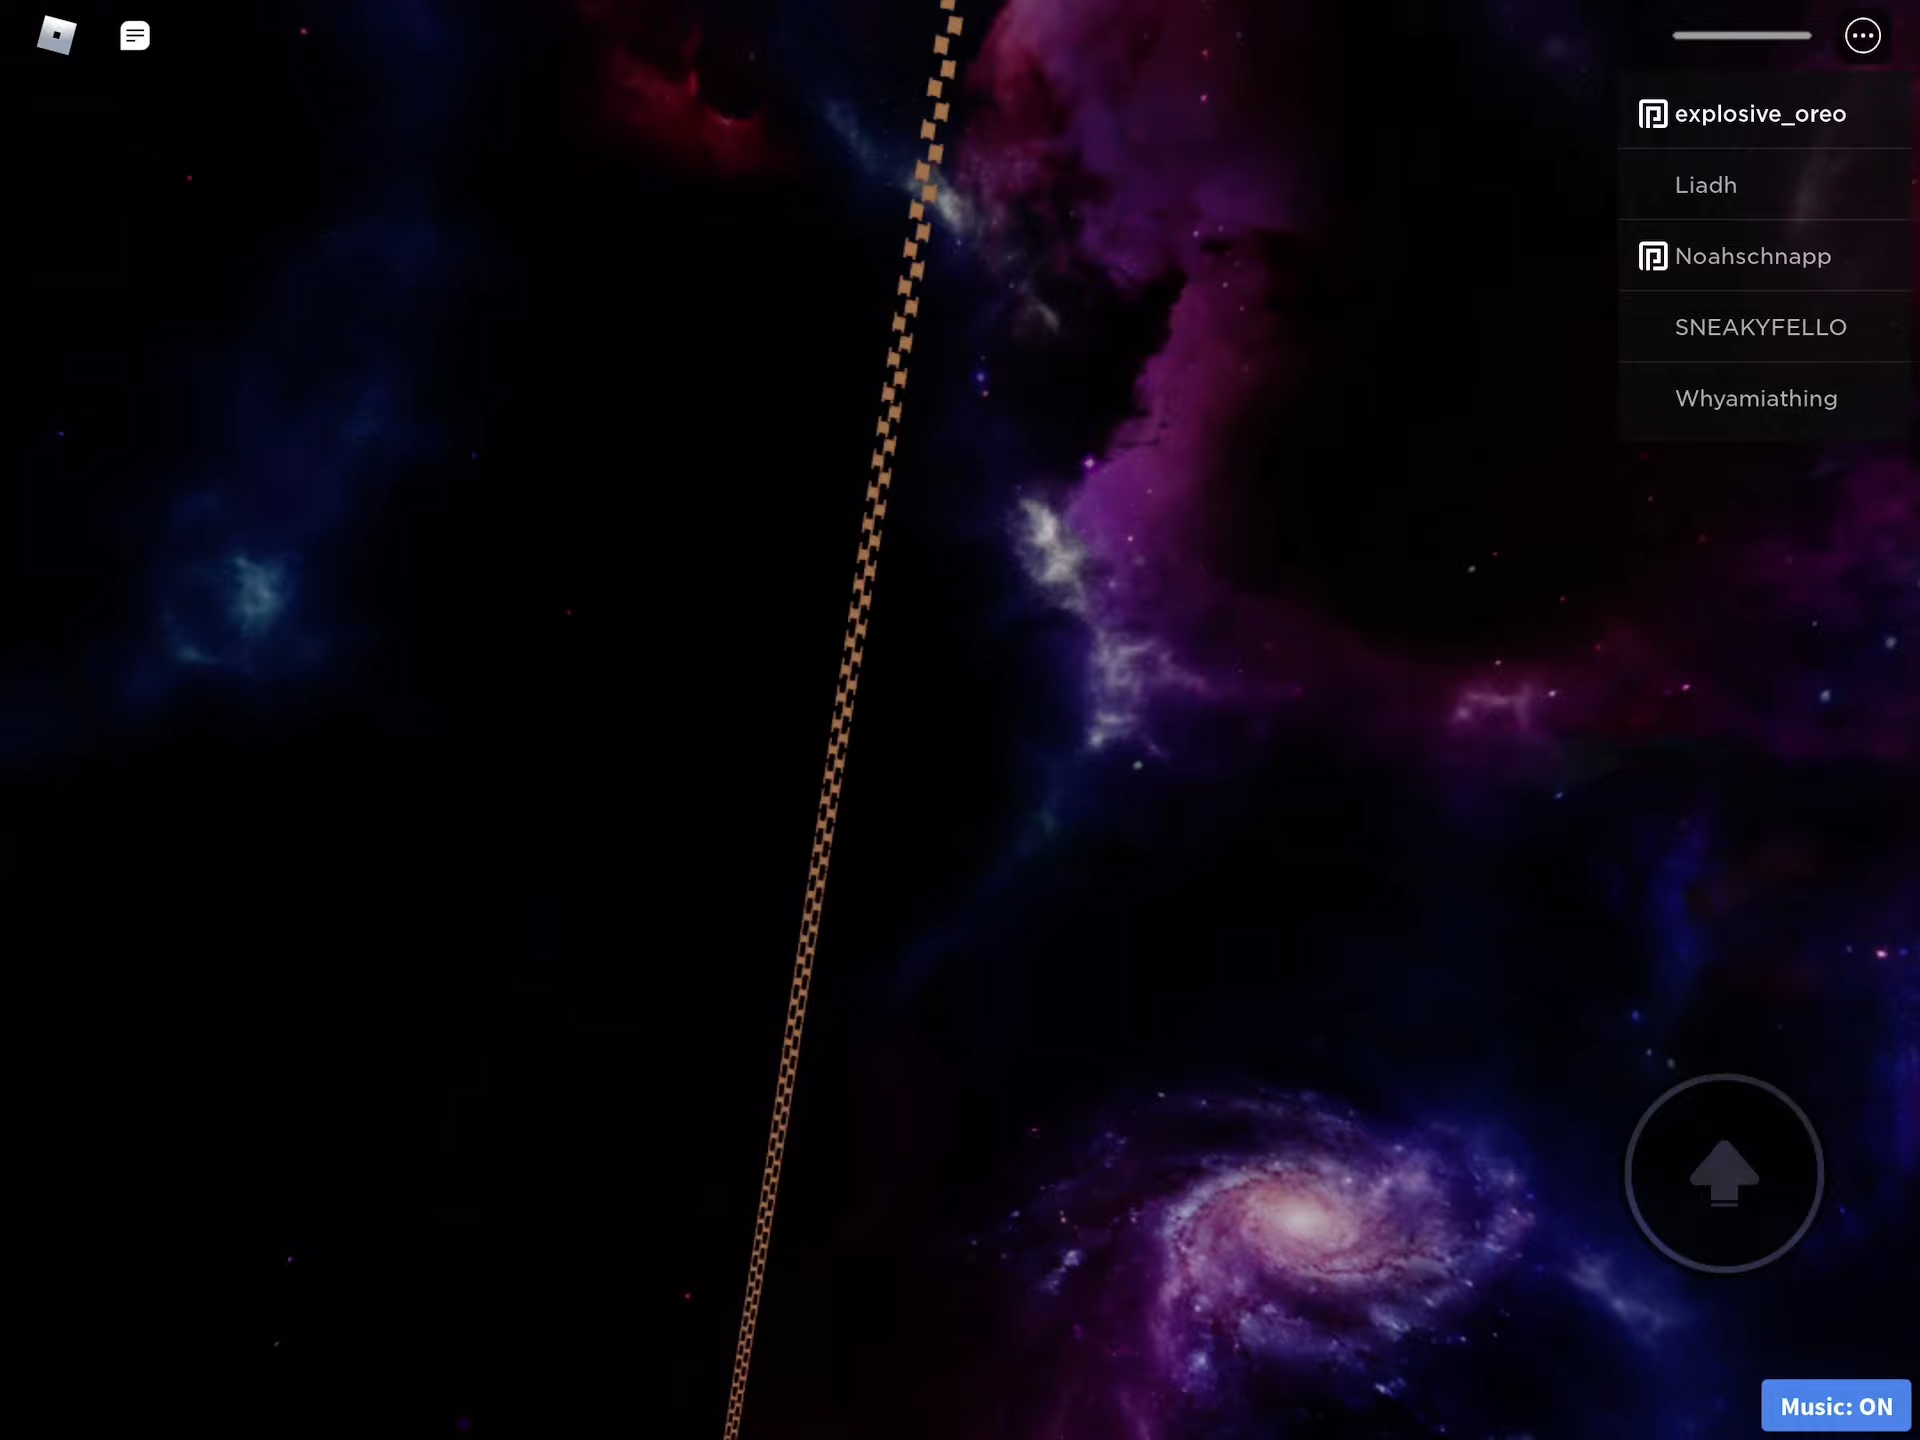 explosive_oreo
Liadh
Noahschnapp
SNEAKYFELLO
Whyamiathing
Music: ON